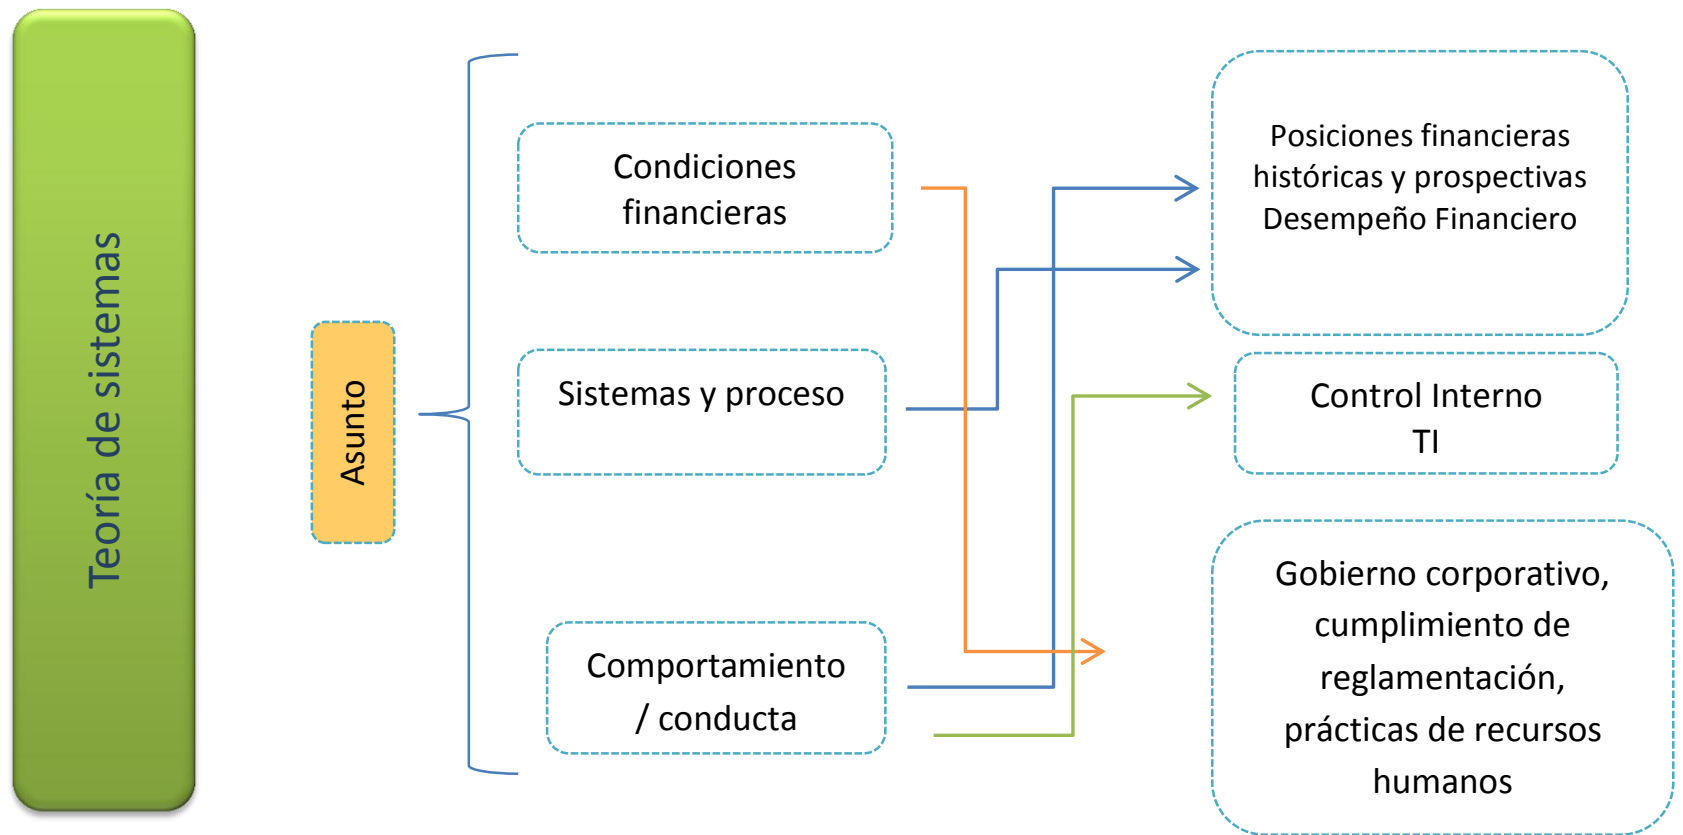 Teoría de sistemas
Asunto
Condiciones
financieras
Sistemas y proceso
Comportamiento
/ conducta
Posiciones financieras
históricas y prospectivas
Desempeño Financiero
Control Interno
TI
Gobierno corporativo,
cumplimiento de
reglamentación,
prácticas de recursos
humanos